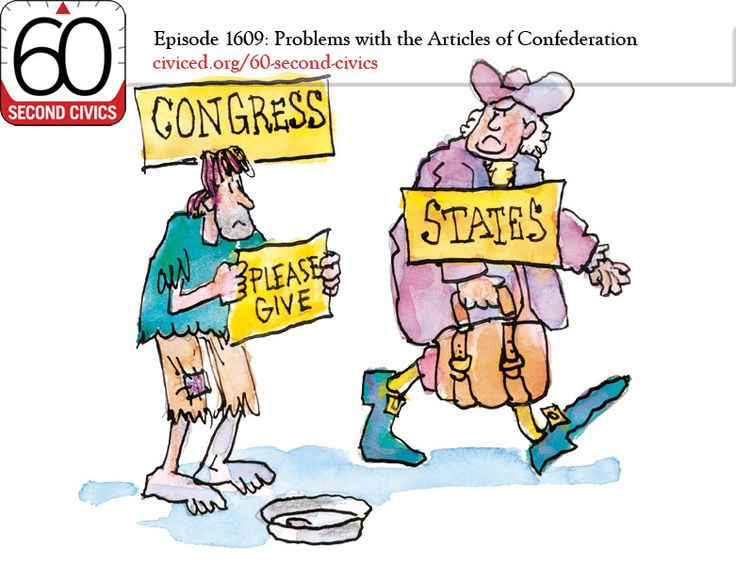 60
SECOND CIVICS
Episode 1609: Problems with the Articles of Confederation
civiced.org/60-second-civics
CONGRESS
STATES
PLEASE
GIVE